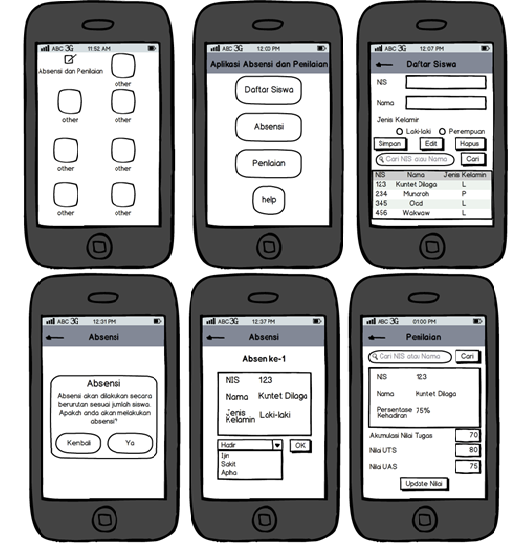 ABC 3G 11:52 AM
Absensi dan Penilaian
other
other
other
other
other
other
other
ABC 3G 12:03 PM
Aplikasi Absensi dan Penilaian
Daftar Siswa
Absensi
Penilaian
help
ABC 3G 12:07 PM
Daftar Siswa
NIS
Nama
Jenis Kelamin
Laki-laki Perempuan
Simpan Edit Hapus
Cari NIS atau Nama Cari
NIS Nama Jenis Kelamin
123 Kuntet Dilaga L
234 Munaroh P
345 Olod L
456 Walkwaw L
ABC 3G 12:31 PM
Absensi
Absensi
Absensi akan dilakukan secara
berurutan sesuai jumlah siswa.
Apakah anda akan melakukan
absensi?
Kembali Ya
ABC 3G 12:37 PM
Absensi
Absen ke-1
NIS 123
Nama Kuntet Dilaga
Jenis Kelamin Laki-laki
Hadir OK
Ijin
Sakit
Alpha
ABC 3G 01:00 PM
Penilaian
Cari NIS atau Nama Cari
NIS 123
Nama Kuntet Dilaga
Persentase Kehadiran 75%
Akumulasi Nilai Tugas 70
Nilai UTS 80
Nilai UAS 75
Update Nilai